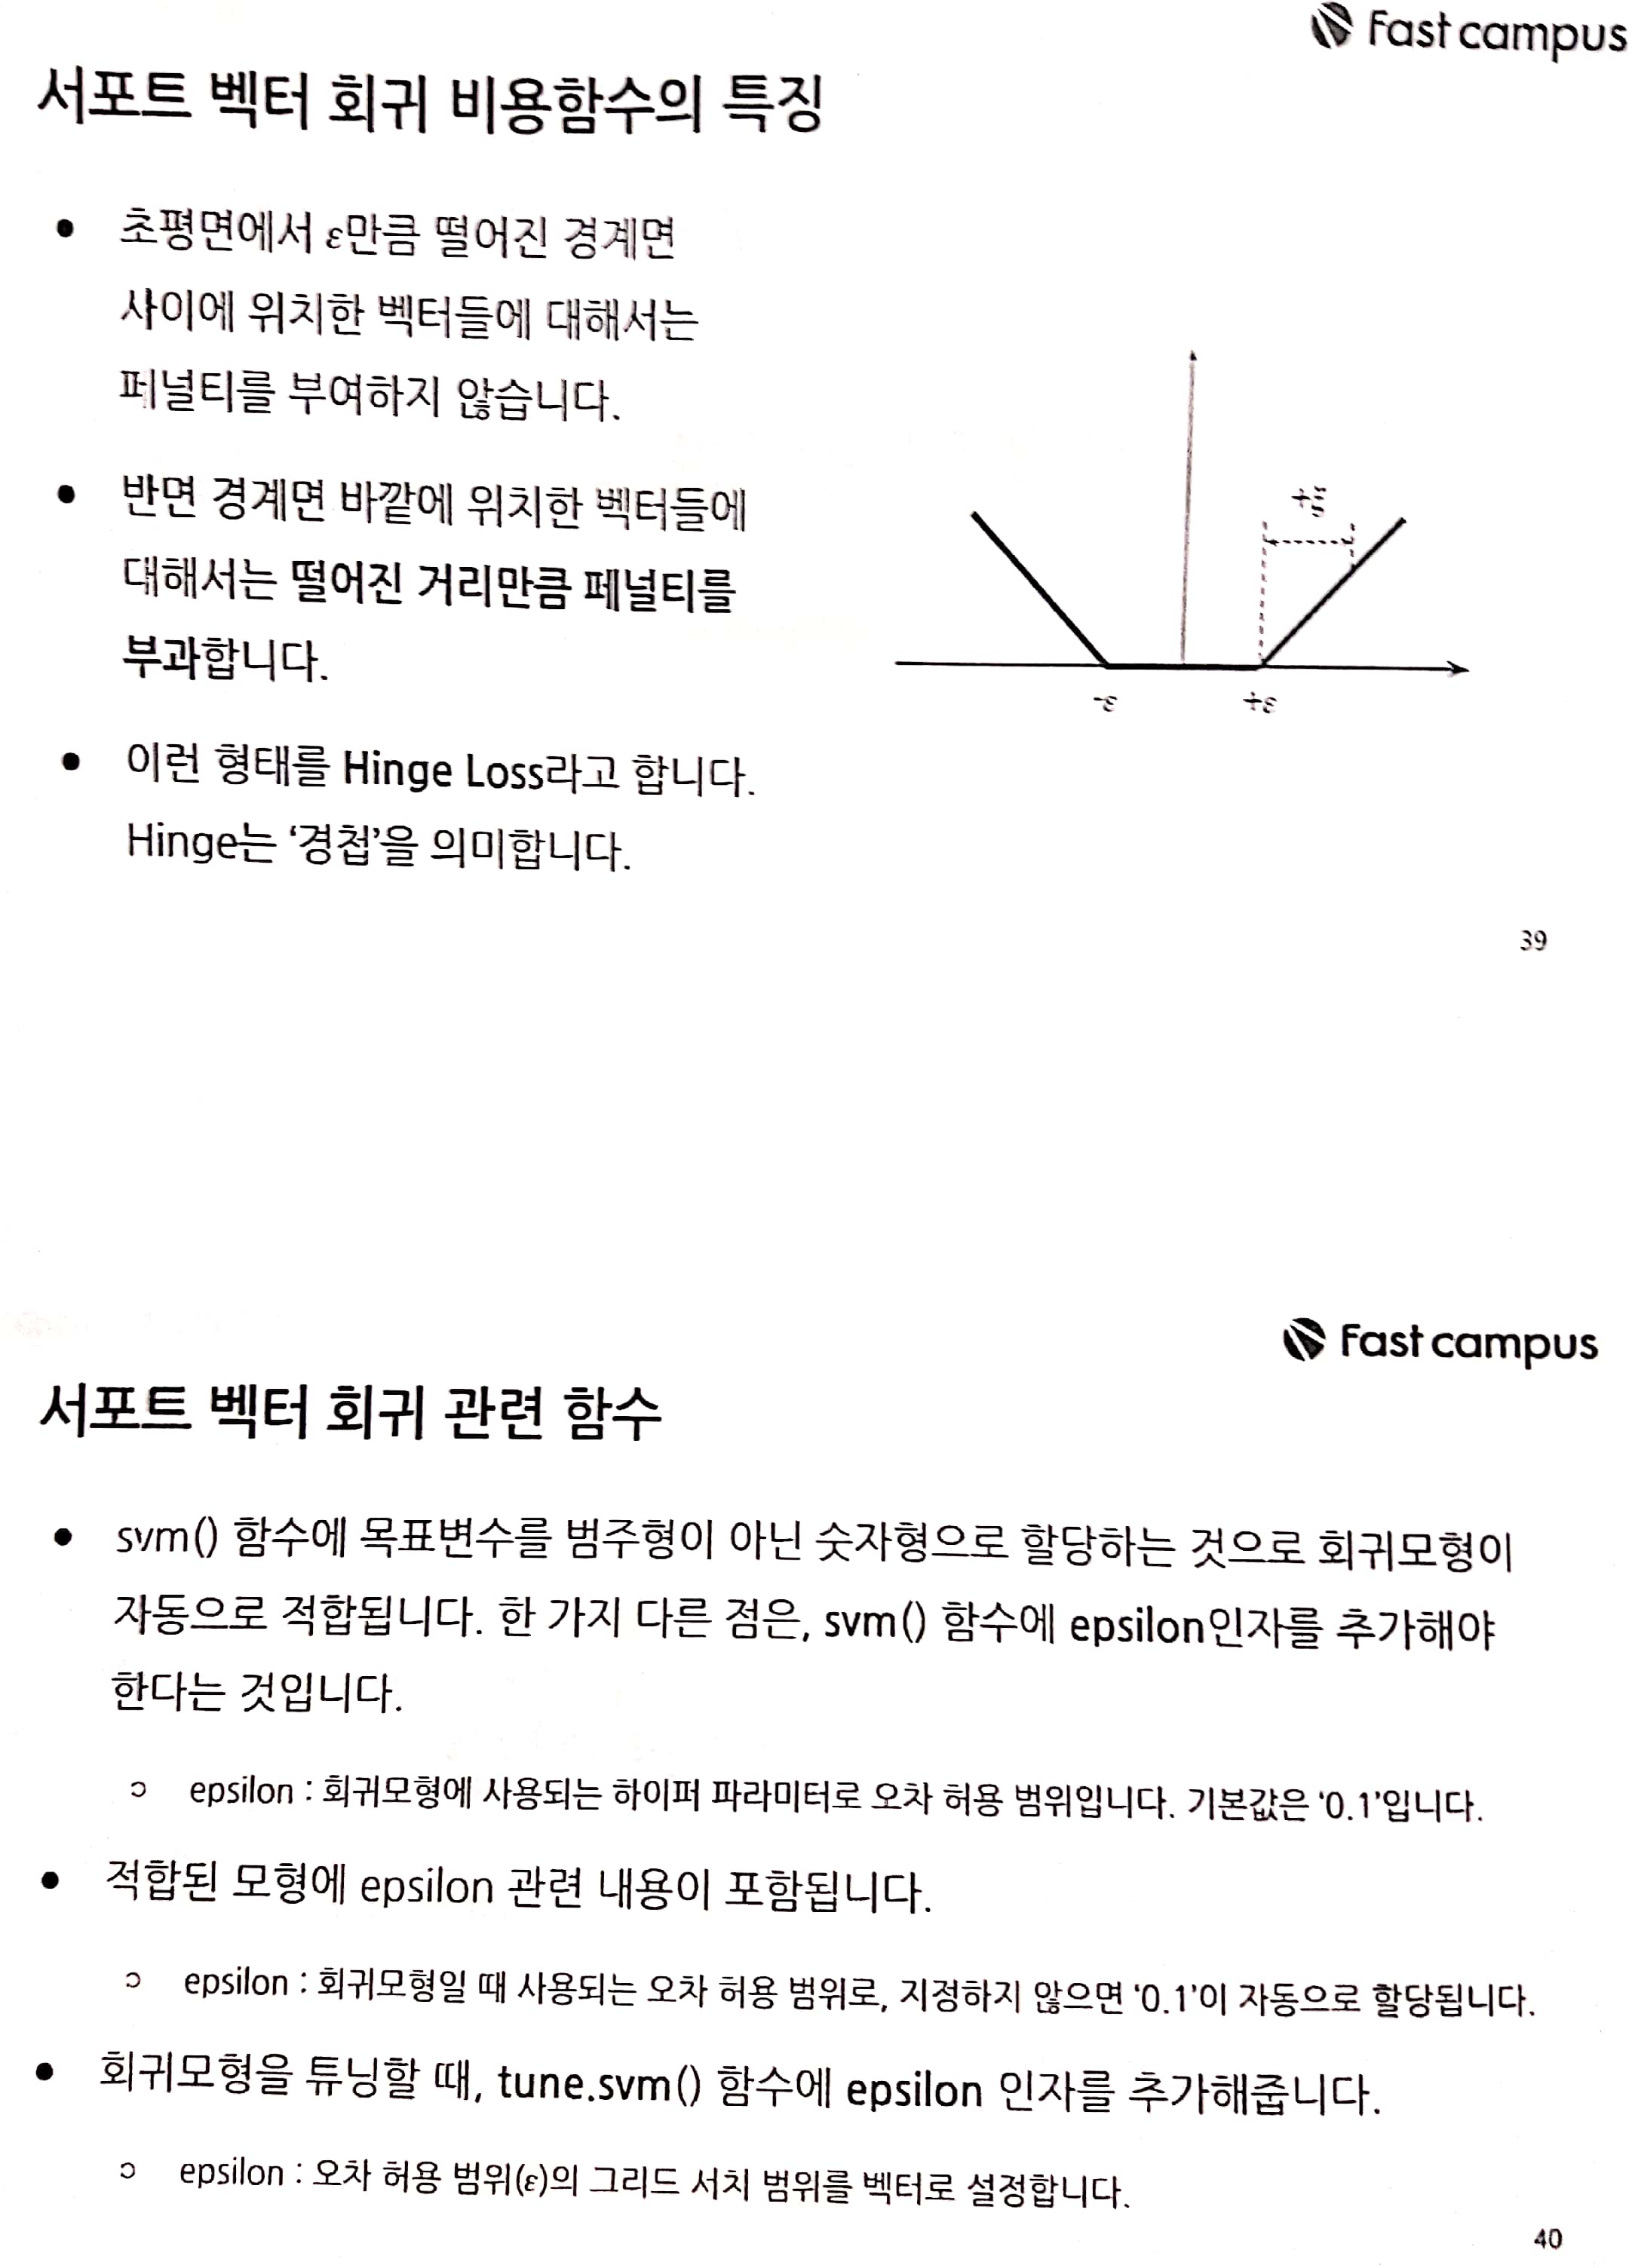 Fast campus
서포트 벡터 회귀 비용함수의 특징
• 초평면에서 ε만큼 떨어진 경계면
사이에 위치한 벡터들에 대해서는
페널티를 부여하지 않습니다.
• 반면 경계면 바깥에 위치한 벡터들에
대해서는 떨어진 거리만큼 페널티를
부과합니다.
• 이런 형태를 Hinge Loss라고 합니다.
Hinge는 ‘경첩’을 의미합니다.
+ξ
-ε +ε
39
Fast campus
서포트 벡터 회귀 관련 함수
• svm() 함수에 목표변수를 범주형이 아닌 숫자형으로 할당하는 것으로 회귀모형이
자동으로 적합됩니다. 한 가지 다른 점은, svm() 함수에 epsilon인자를 추가해야
한다는 것입니다.
○ epsilon : 회귀모형에 사용되는 하이퍼 파라미터로 오차 허용 범위입니다. 기본값은 ‘0.1’입니다.
• 적합된 모형에 epsilon 관련 내용이 포함됩니다.
○ epsilon : 회귀모형일 때 사용되는 오차 허용 범위로, 지정하지 않으면 ‘0.1’이 자동으로 할당됩니다.
• 회귀모형을 튜닝할 때, tune.svm() 함수에 epsilon 인자를 추가해줍니다.
○ epsilon : 오차 허용 범위(ε)의 그리드 서치 범위를 벡터로 설정합니다.
40